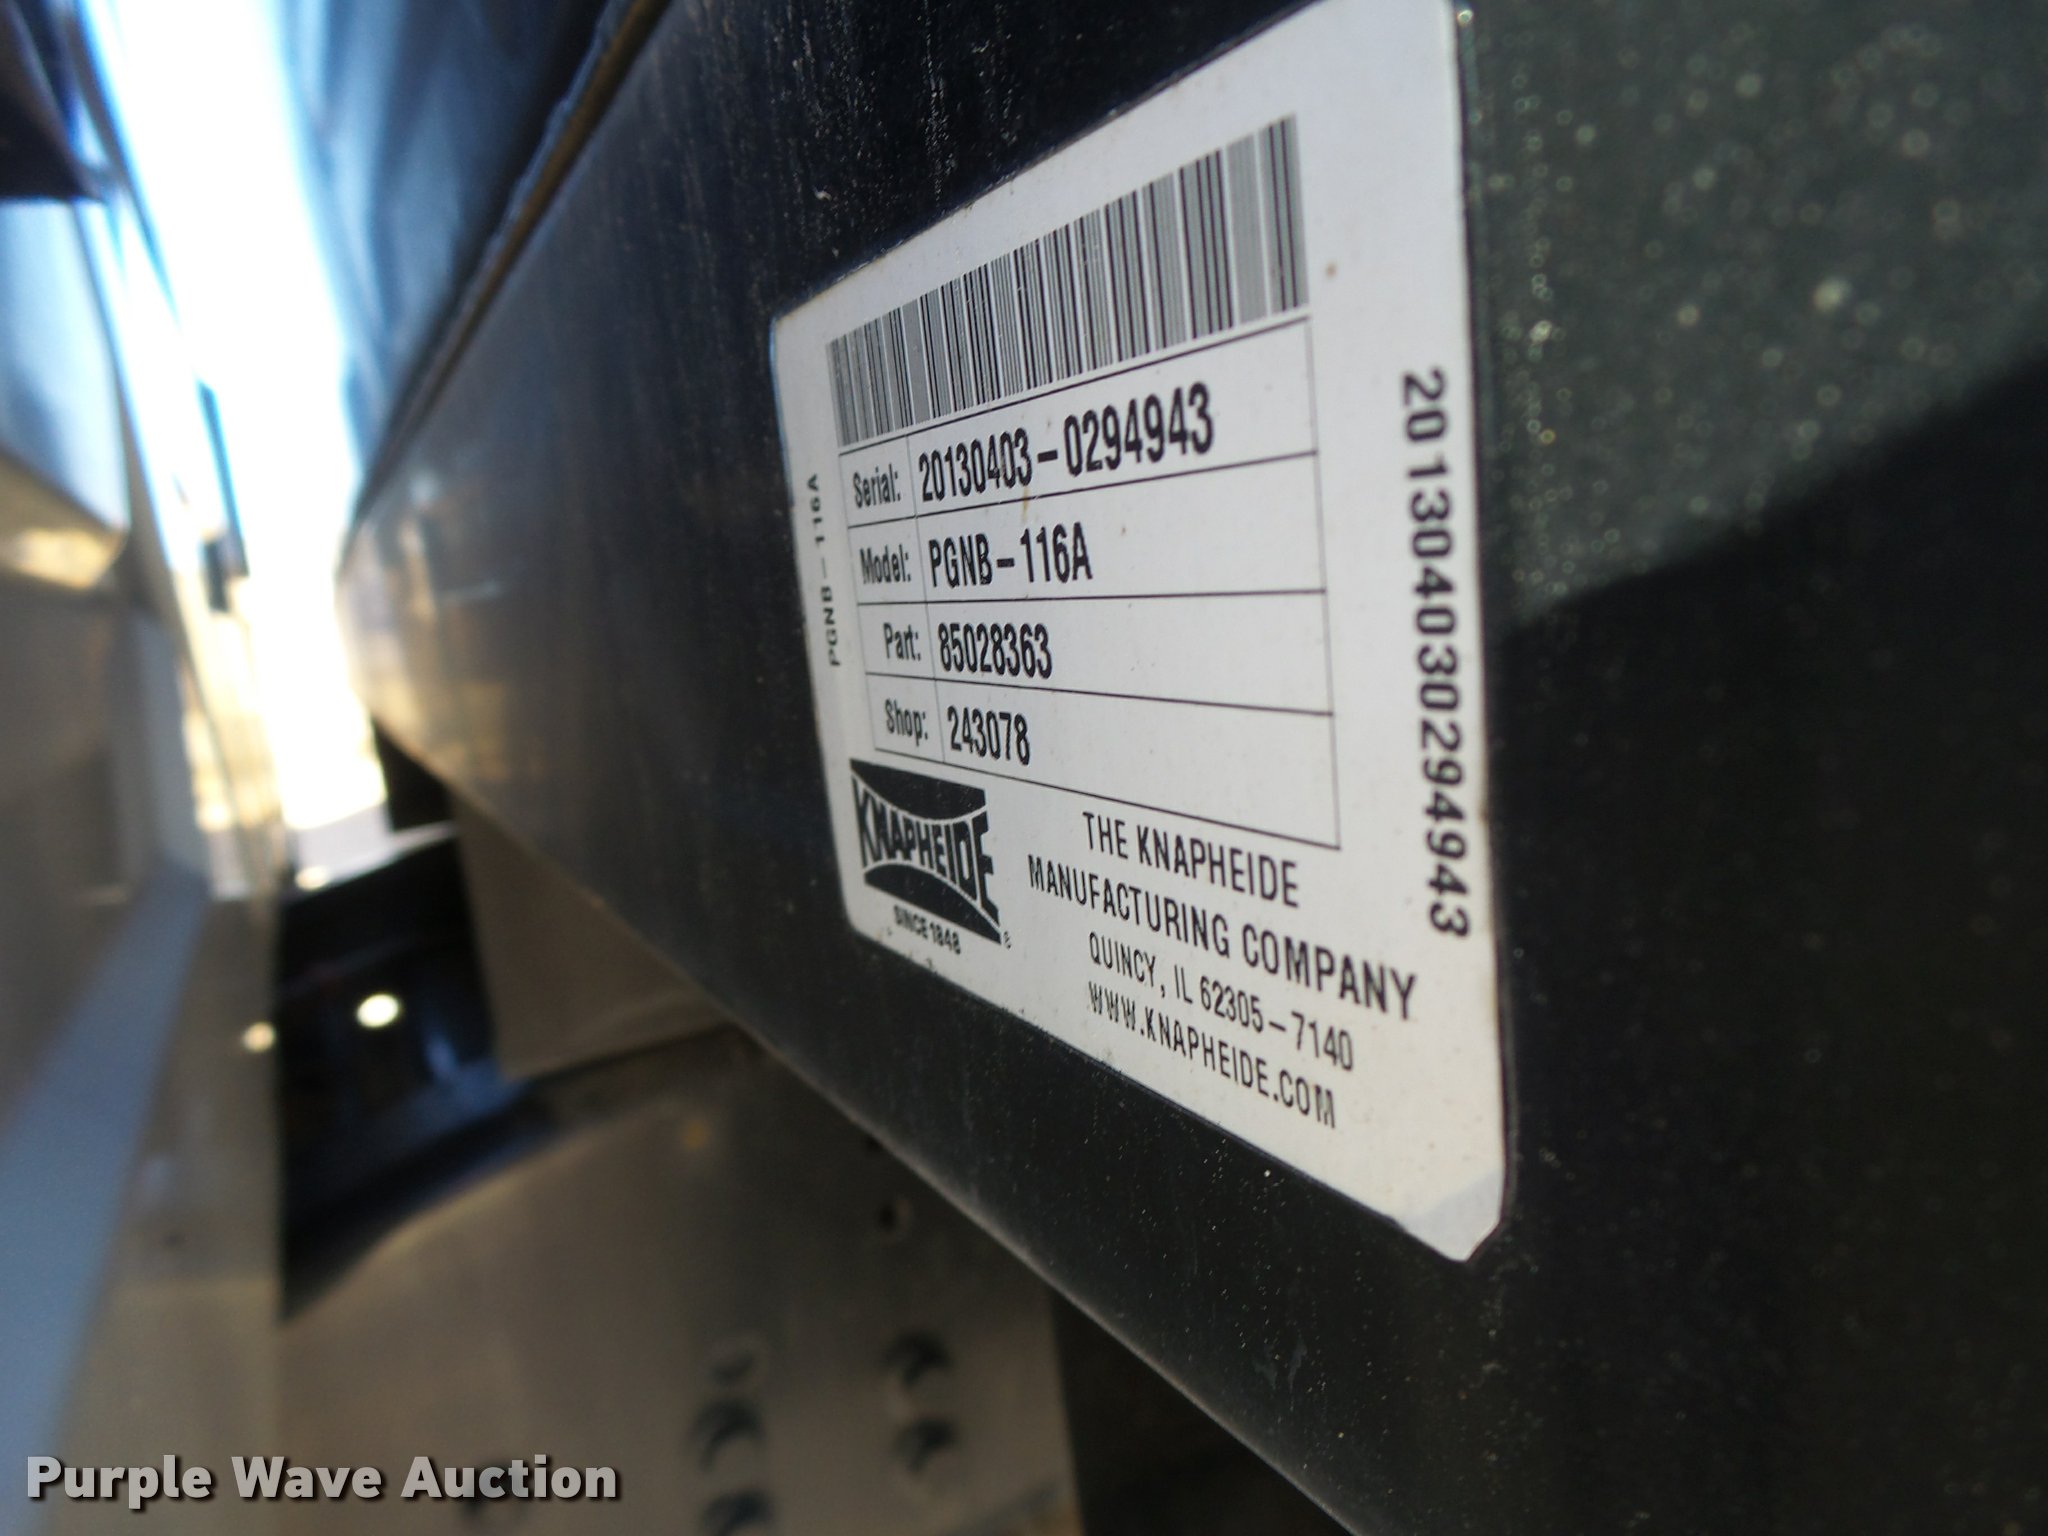 Serial: 20130403-0294943
Model: PGNB-116A
Part: 85028363
Shop: 243078
PGNB-116A
201304030294943
KNAPHEIDE
SINCE 1848
®
THE KNAPHEIDE
MANUFACTURING COMPANY
QUINCY, IL 62305-7140
WWW.KNAPHEIDE.COM
Purple Wave Auction